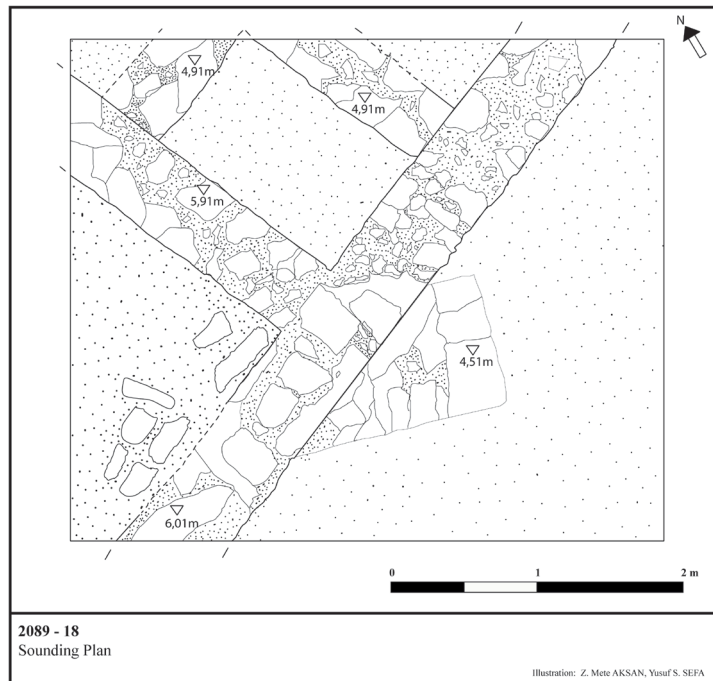 N
4,91m
4,91m
5,91m
4,51m
6,01m
0 1 2 m
2089 - 18
Sounding Plan
Illustration: Z. Mete AKSAN, Yusuf S. SEFA